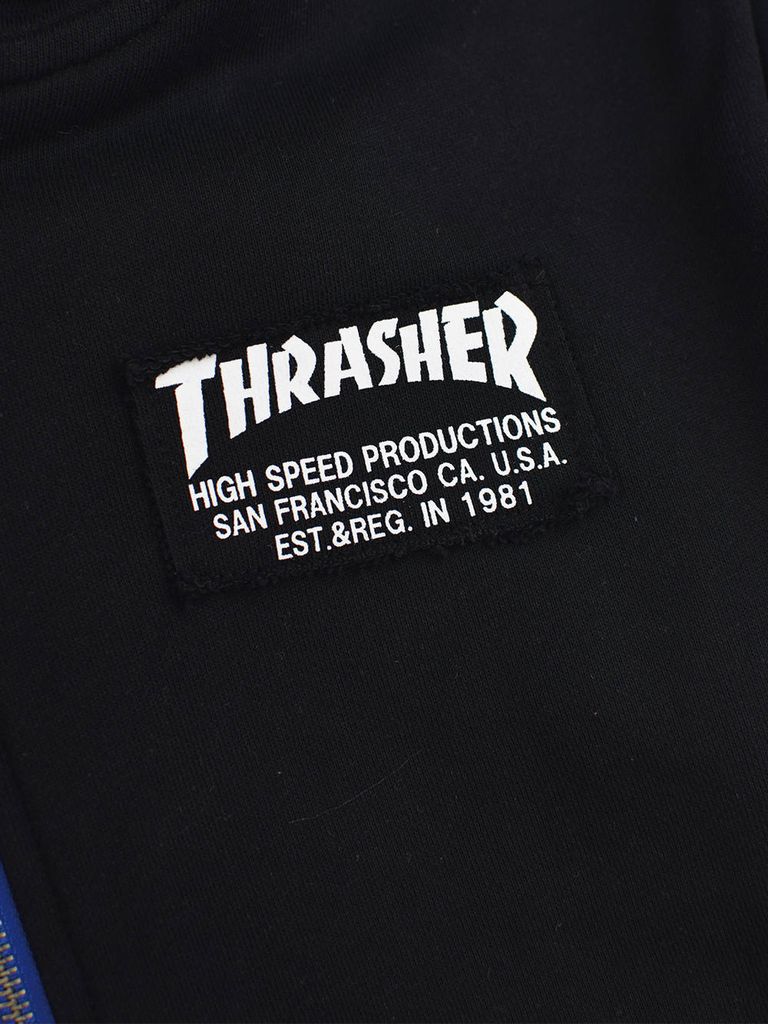 THRASHER
HIGH SPEED PRODUCTIONS
SAN FRANCISCO CA. U.S.A.
EST.&REG. IN 1981